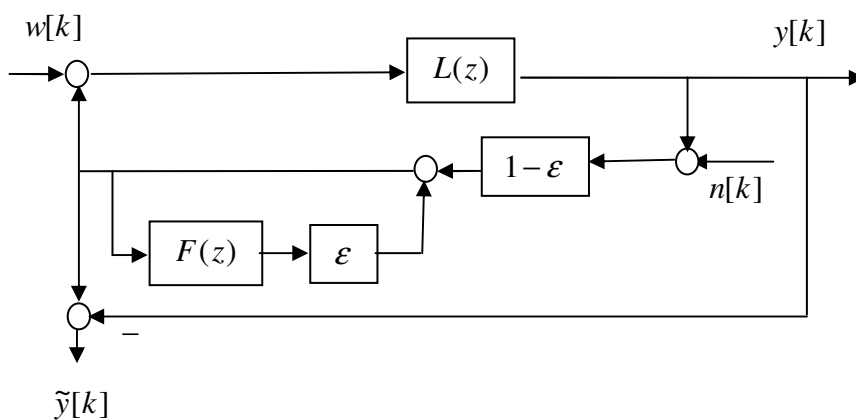 w[k]
y[k]
L(z)
1 − ε
n[k]
F(z)
ε
−
ỹ[k]